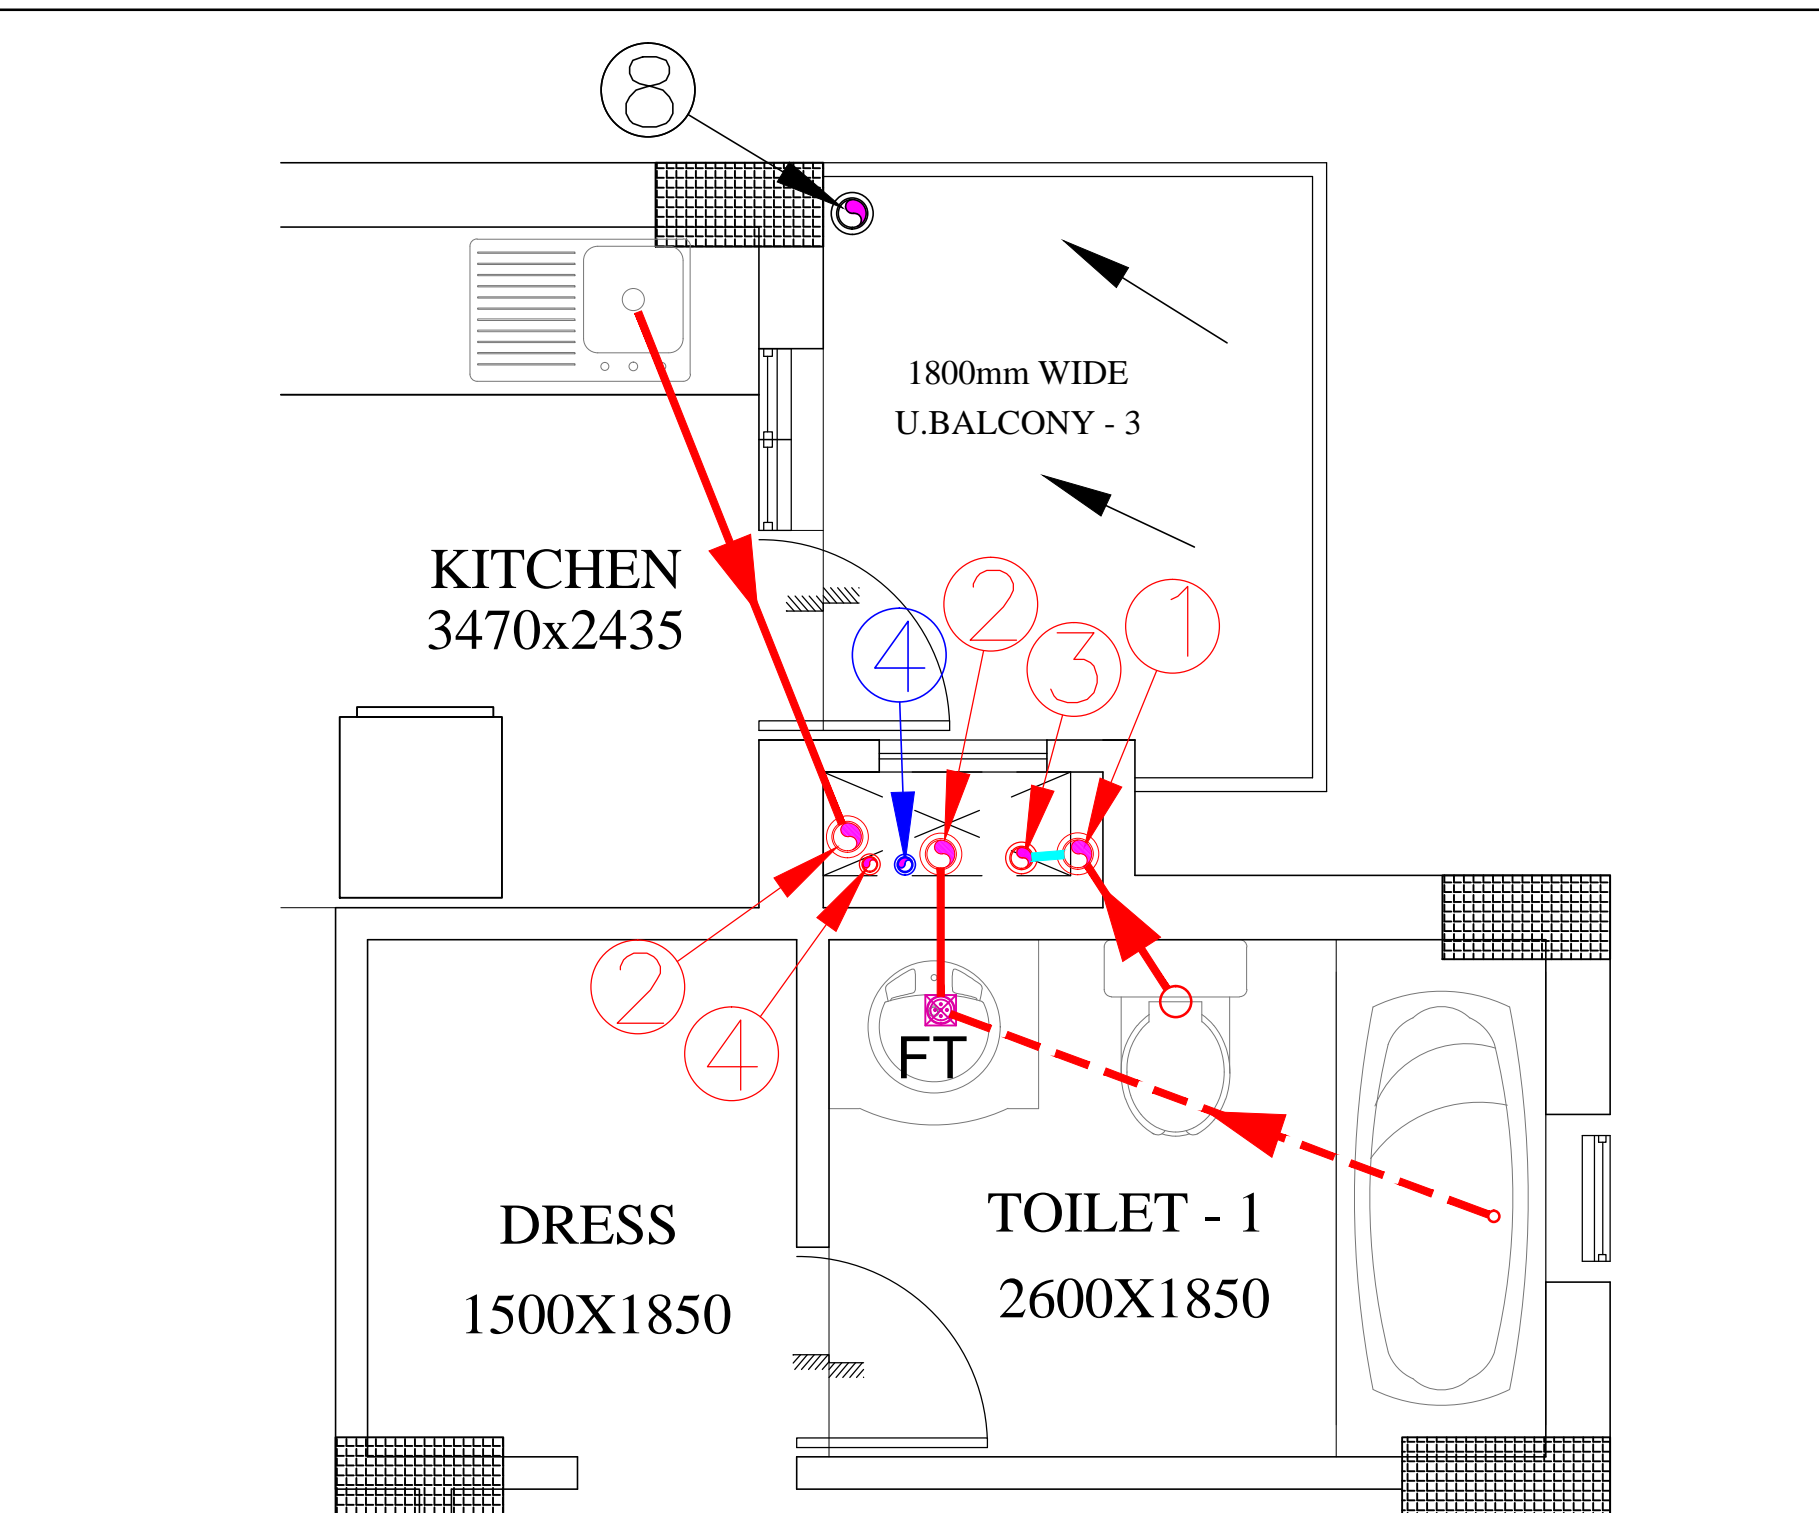 8
1800mm WIDE
U.BALCONY - 3
KITCHEN
3470x2435
2
1
4
3
2
4
FT
DRESS
1500X1850
TOILET - 1
2600X1850